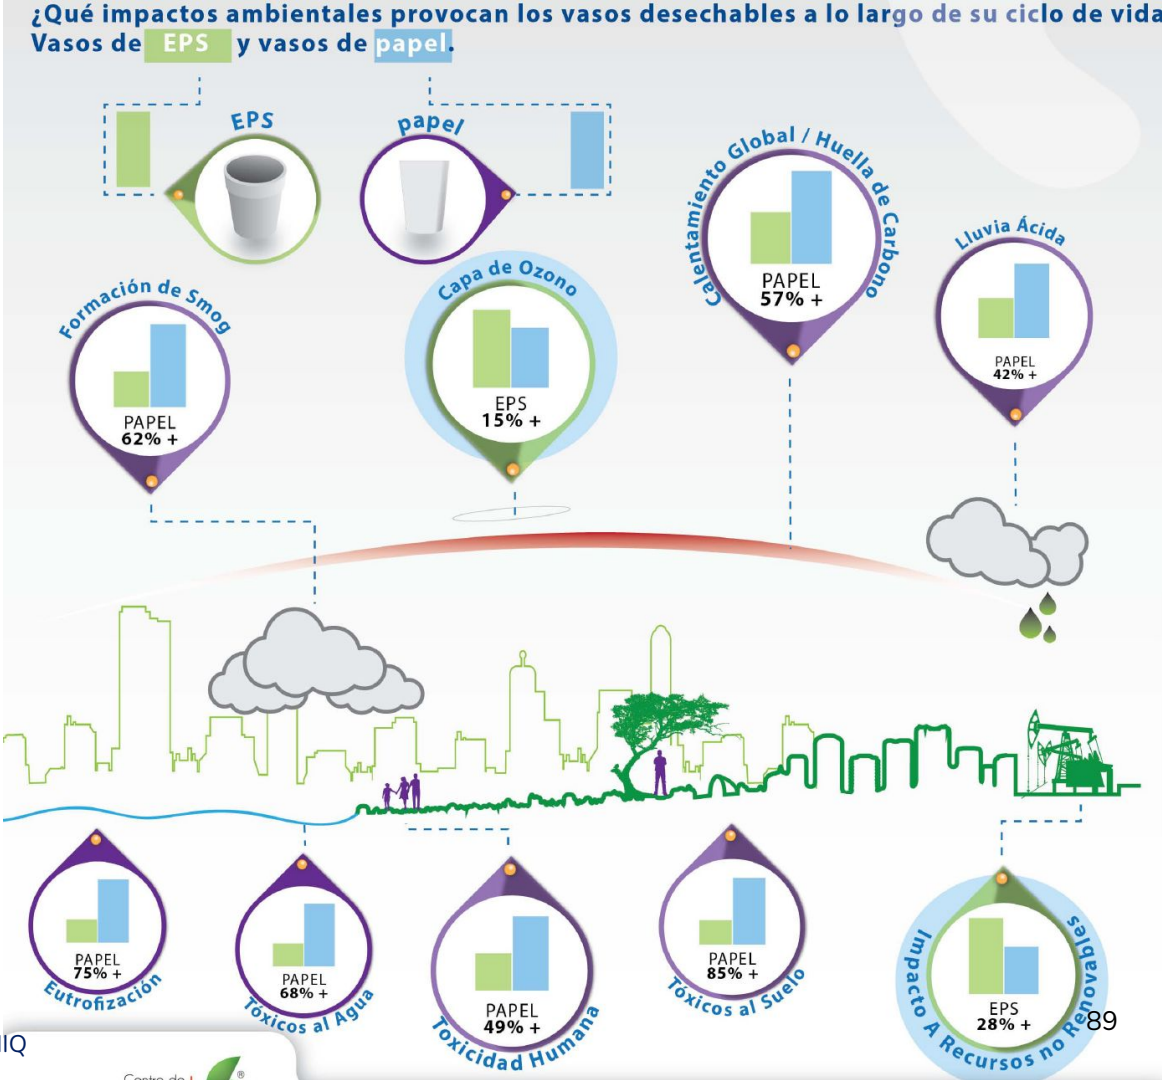 ¿Qué impactos ambientales provocan los vasos desechables a lo largo de su ciclo de vida
Vasos de EPS y vasos de papel.
EPS
papel
Calentamiento Global / Huella de Carbono
PAPEL
57% +
Lluvia Ácida
PAPEL
42% +
Capa de Ozono
EPS
15% +
Formación de Smog
PAPEL
62% +
PAPEL
75% +
Eutrofización
PAPEL
68% +
Tóxicos al Agua
PAPEL
49% +
Toxicidad Humana
PAPEL
85% +
Tóxicos al Suelo
EPS
28% +
Impacto A Recursos no Renovables
89
IIQ
Centro de
®